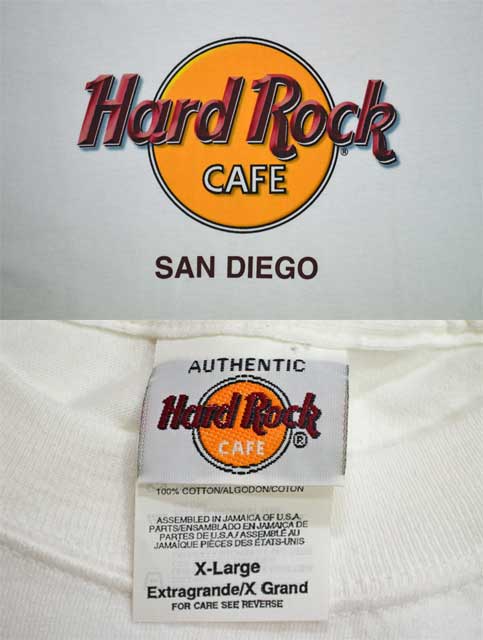 Hard Rock
®
CAFE
SAN DIEGO
AUTHENTIC
Hard Rock
CAFE ®
100% COTTON/ALGODON/COTON
ASSEMBLED IN JAMAICA OF U.S.A.
PARTS/ENSAMBLADO EN JAMAICA DE
PARTES DE U.S.A./ ASSEMBLÉ AU
JAMAÏQUE PIÈCES DES ÉTATS-UNIS
X-Large
Extragrande/X Grand
FOR CARE SEE REVERSE